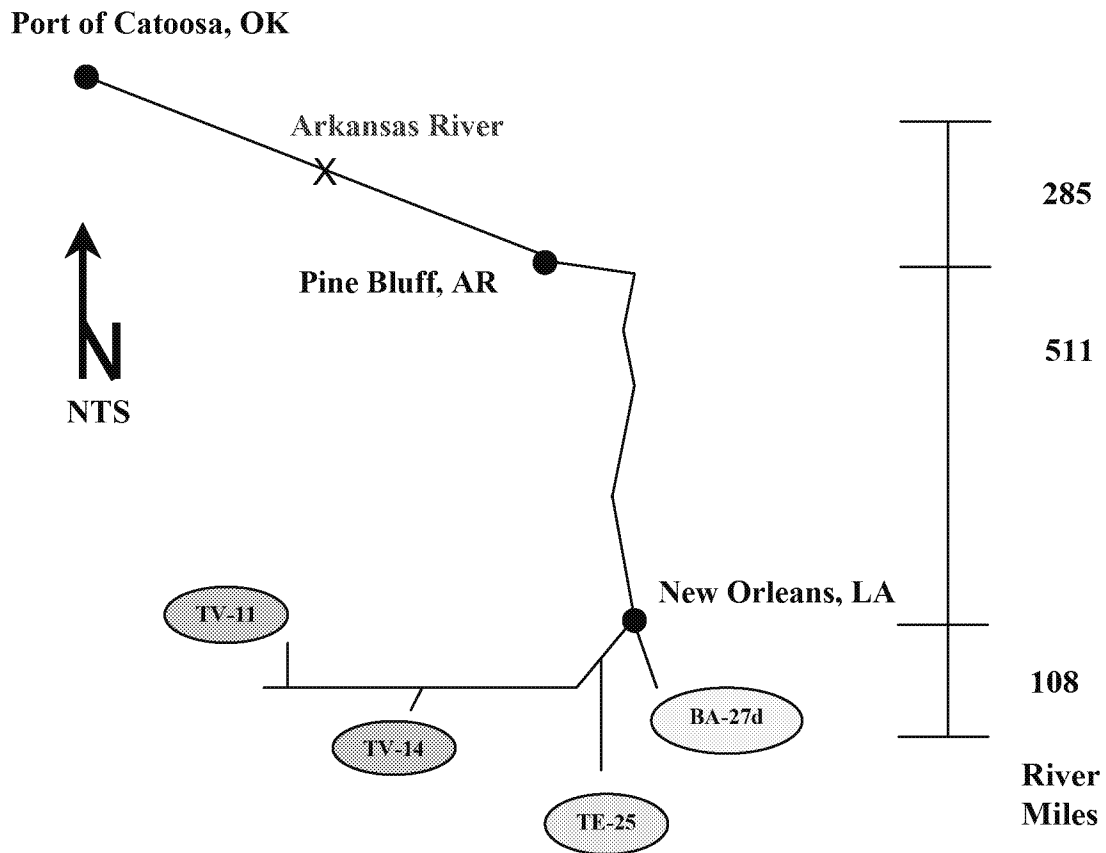 Port of Catoosa, OK
Arkansas River
X
285
Pine Bluff, AR
511
N
NTS
New Orleans, LA
TV-11
108
BA-27d
TV-14
River
Miles
TE-25